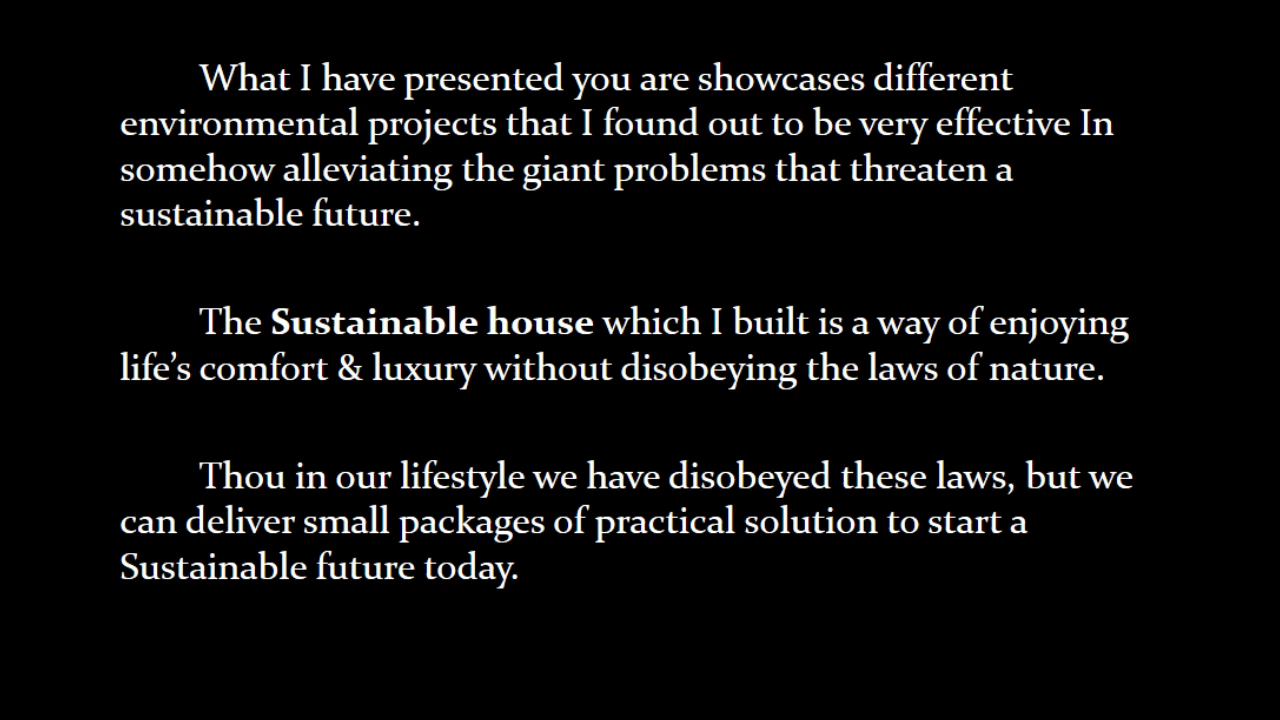 What I have presented you are showcases different
environmental projects that I found out to be very effective In
somehow alleviating the giant problems that threaten a
sustainable future.
The Sustainable house which I built is a way of enjoying
life’s comfort & luxury without disobeying the laws of nature.
Thou in our lifestyle we have disobeyed these laws, but we
can deliver small packages of practical solution to start a
Sustainable future today.